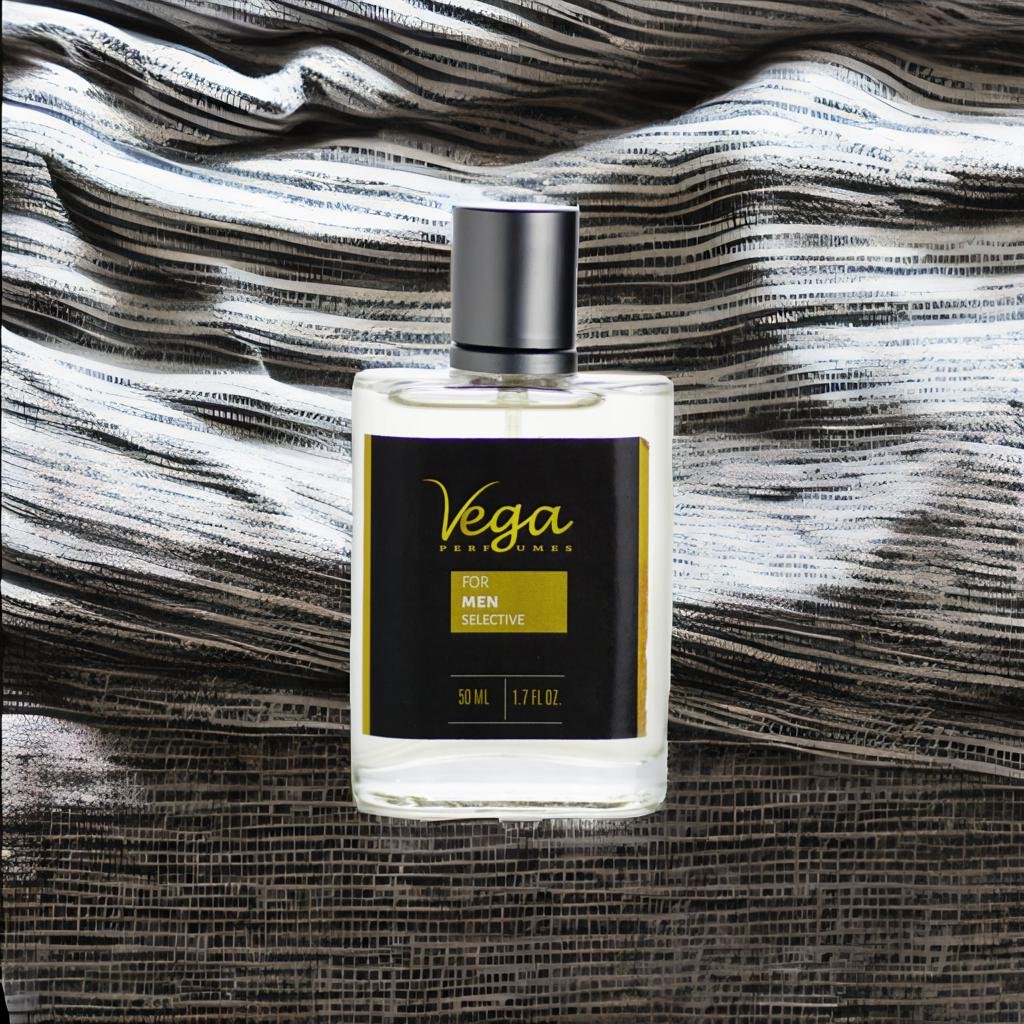 Vega
PERFUMES
FOR
MEN
SELECTIVE
50 ML 1.7 FL OZ.